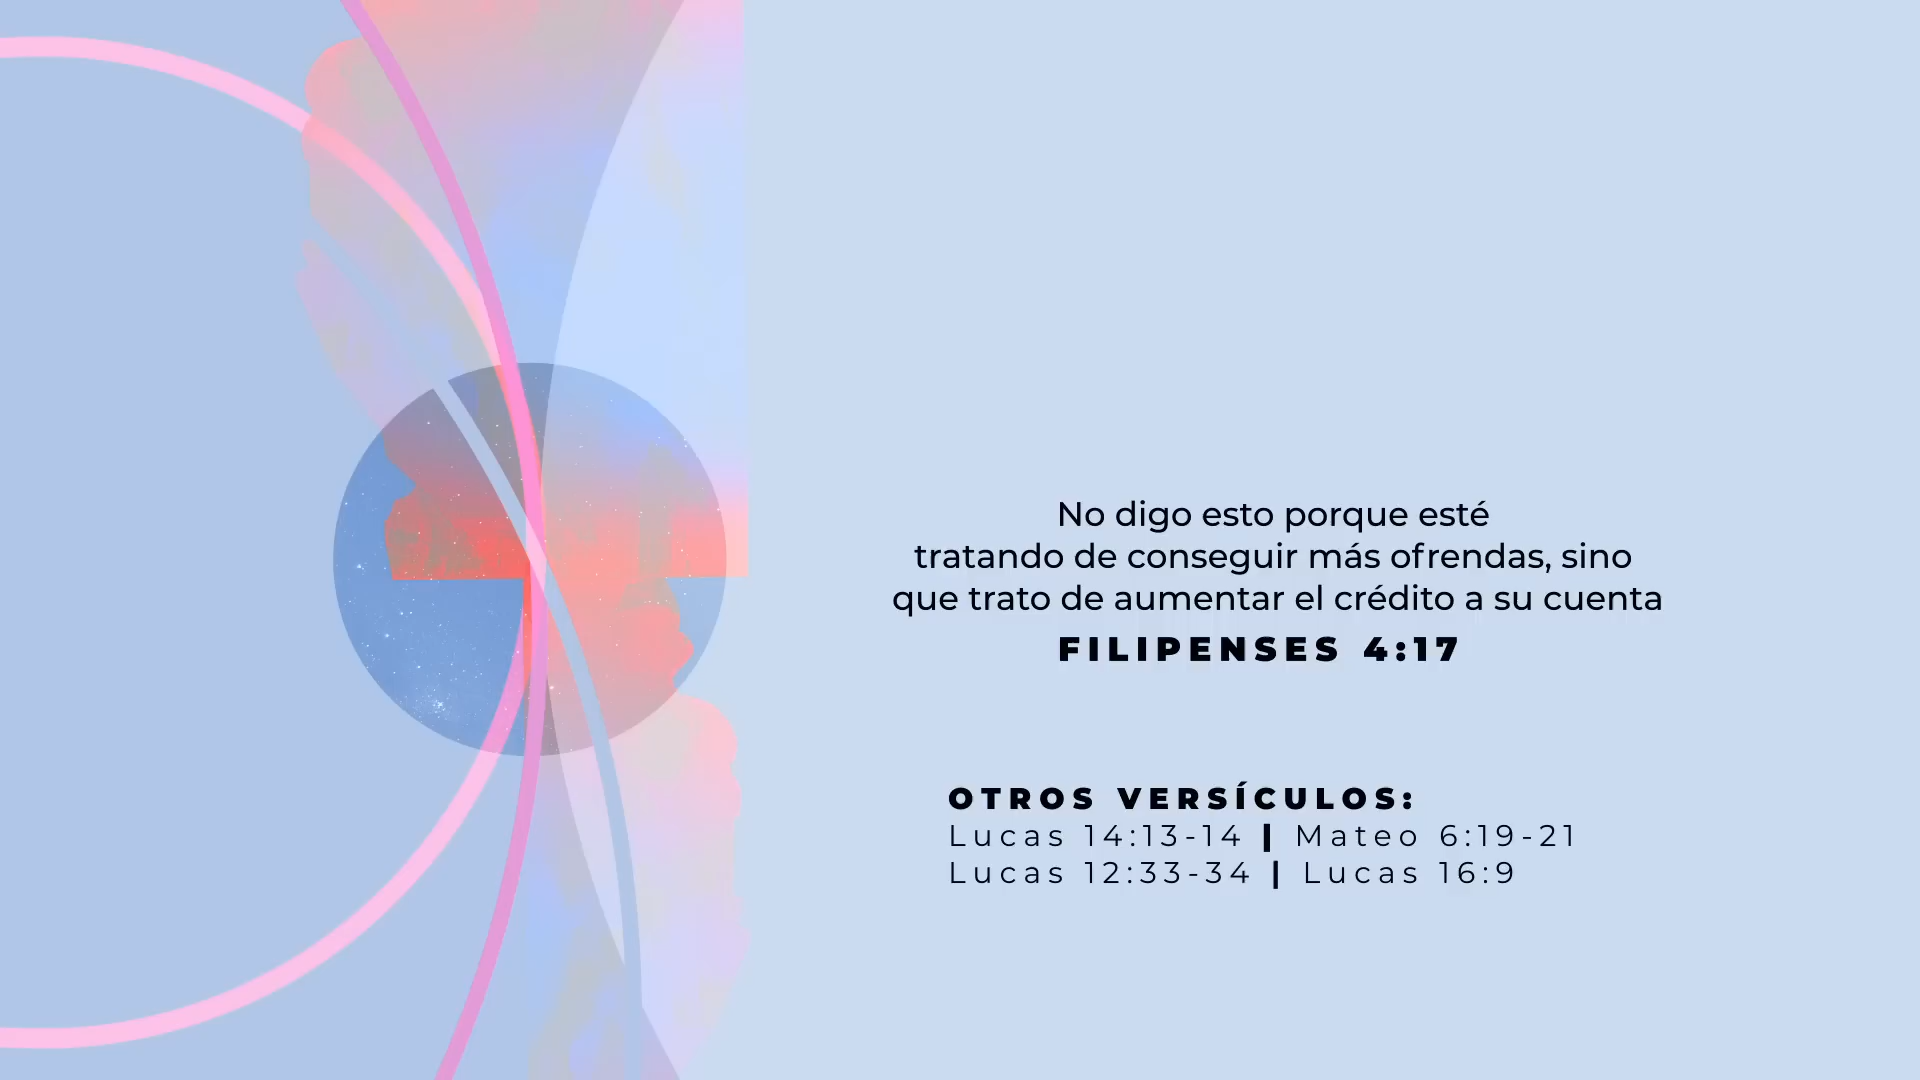 No digo esto porque esté
tratando de conseguir más ofrendas, sino
que trato de aumentar el crédito a su cuenta
FILIPENSES 4:17
OTROS VERSÍCULOS:
Lucas 14:13-14 | Mateo 6:19-21
Lucas 12:33-34 | Lucas 16:9